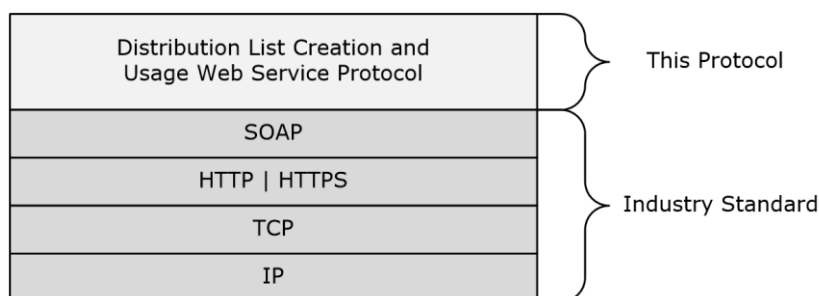 Distribution List Creation and
Usage Web Service Protocol
This Protocol
SOAP
HTTP | HTTPS
TCP
IP
Industry Standard